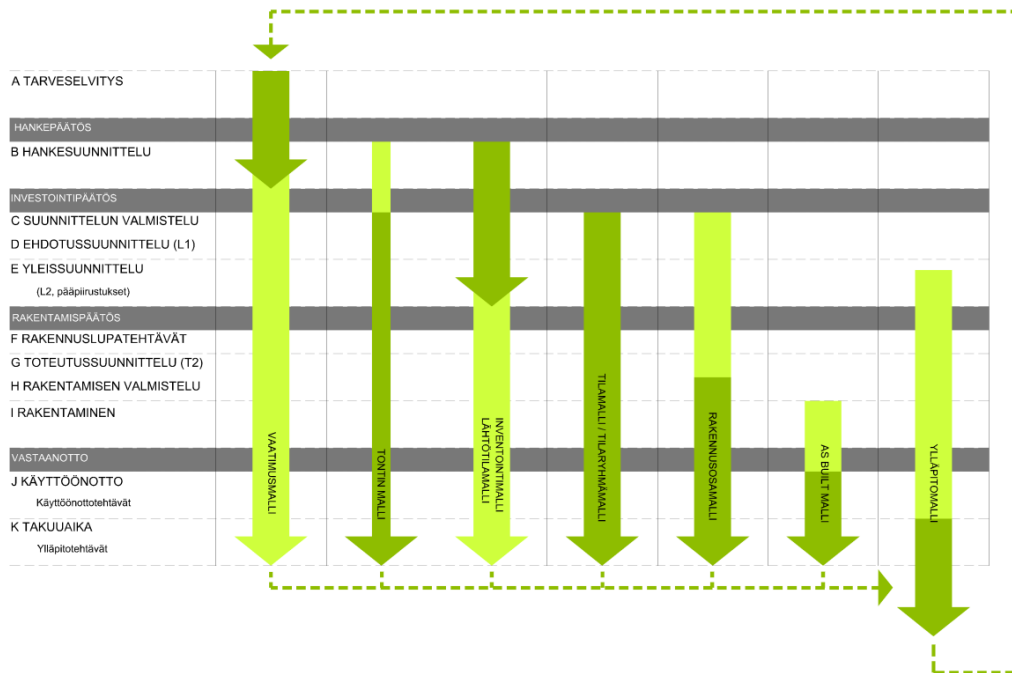 A TARVESELVITYS
HANKEPÄÄTÖS
B HANKESUUNNITTELU
INVESTOINTIPÄÄTÖS
C SUUNNITTELUN VALMISTELU
D EHDOTUSSUUNNITTELU (L1)
E YLEISSUUNNITTELU
(L2, pääpiirustukset)
RAKENTAMISPÄÄTÖS
F RAKENNUSLUPATEHTÄVÄT
G TOTEUTUSSUUNNITTELU (T2)
H RAKENTAMISEN VALMISTELU
I RAKENTAMINEN
VASTAANOTTO
J KÄYTTÖÖNOTTO
Käyttöönottotehtävät
K TAKUUAIKA
Ylläpitotehtävät
VAATIMUSMALLI
TONTIN MALLI
INVENTOINTIMALLI
LÄHTÖTILAMALLI
TILAMALLI / TILARYHMÄMALLI
RAKENNUSOSAMALLI
AS BUILT MALLI
YLLÄPITOMALLI